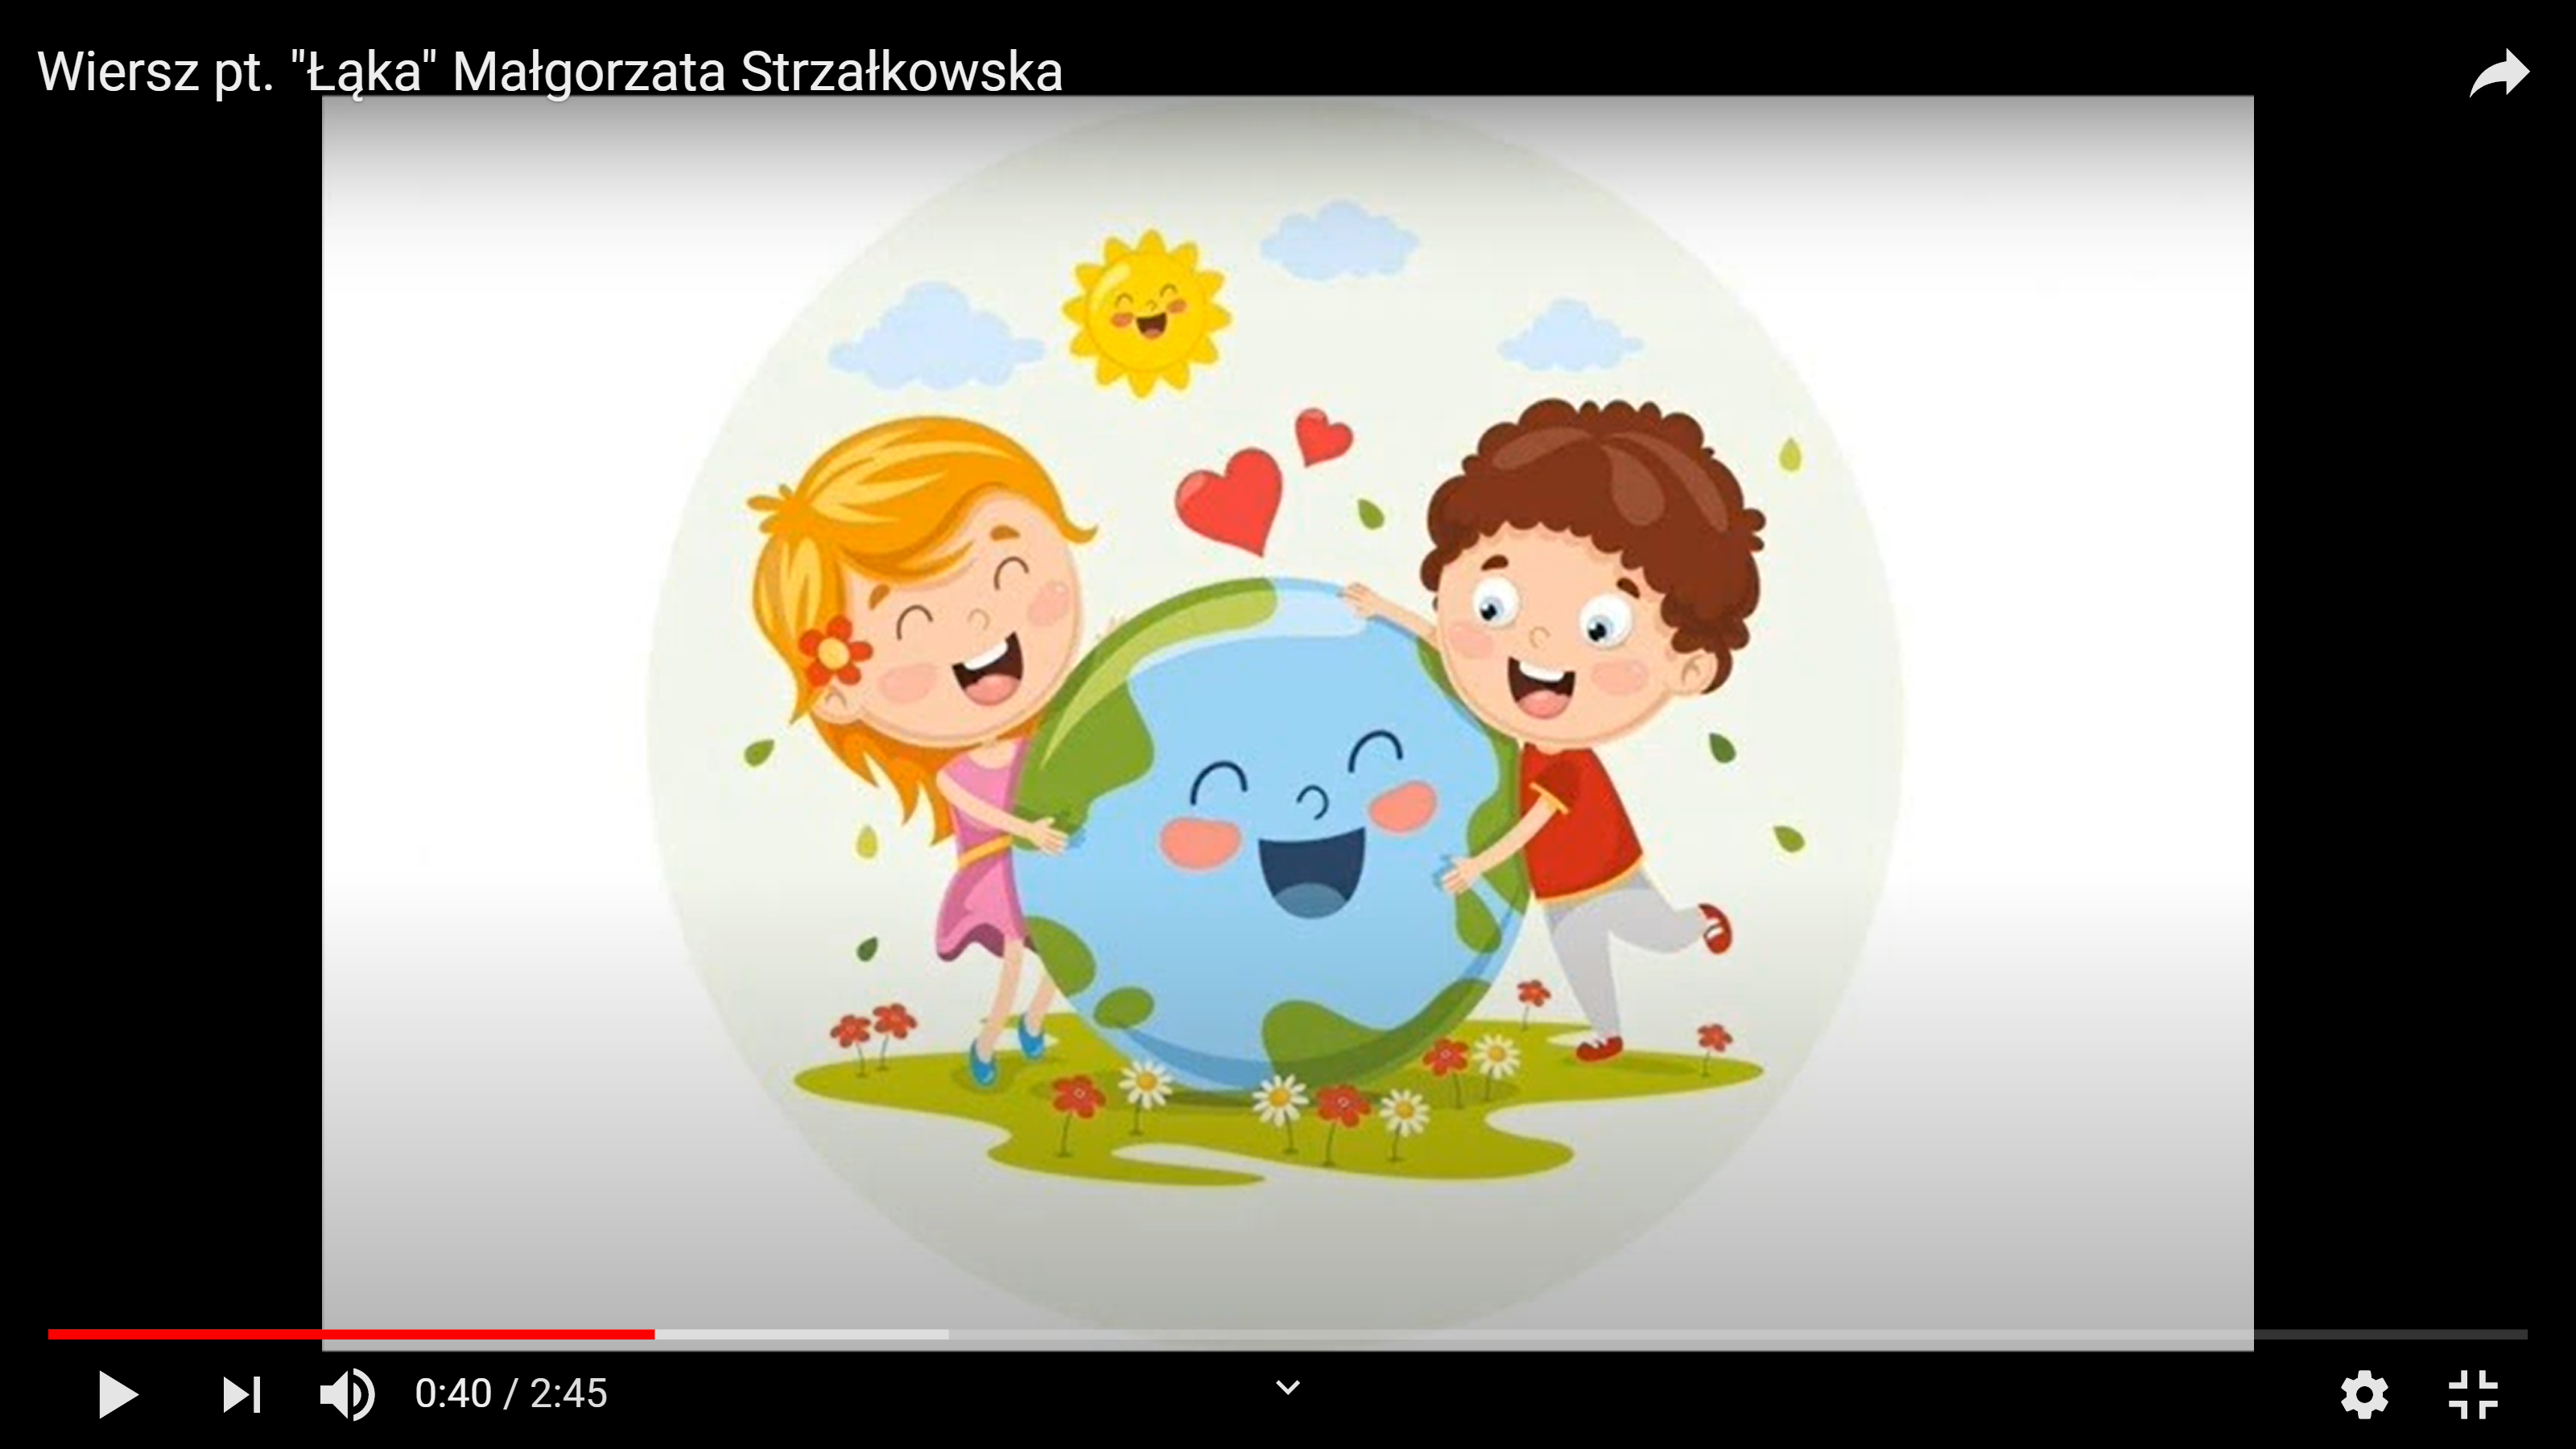 Wiersz pt. "Łąka" Małgorzata Strzałkowska
0:40 / 2:45